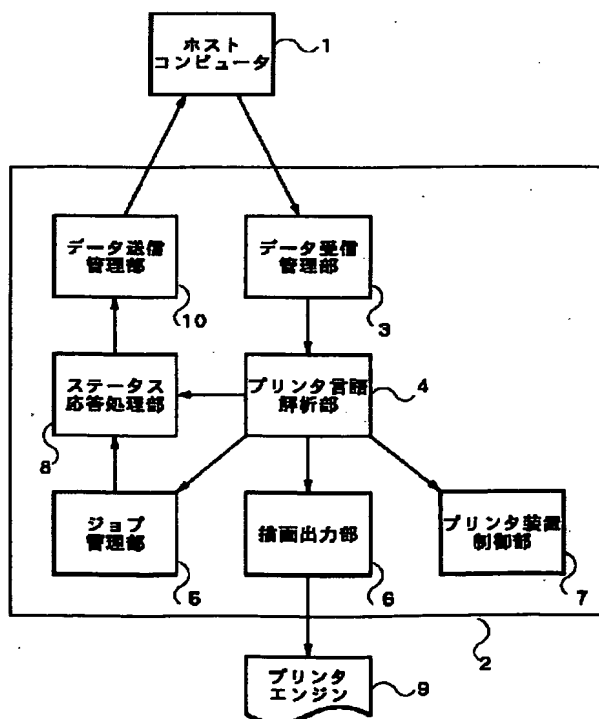 ホスト
コンピュータ
1
データ送信
管理部
10
データ受信
管理部
3
ステータス
応答処理部
8
プリンタ言語
解析部
4
ジョブ
管理部
5
描画出力部
6
プリンタ装置
制御部
7
2
プリンタ
エンジン
9